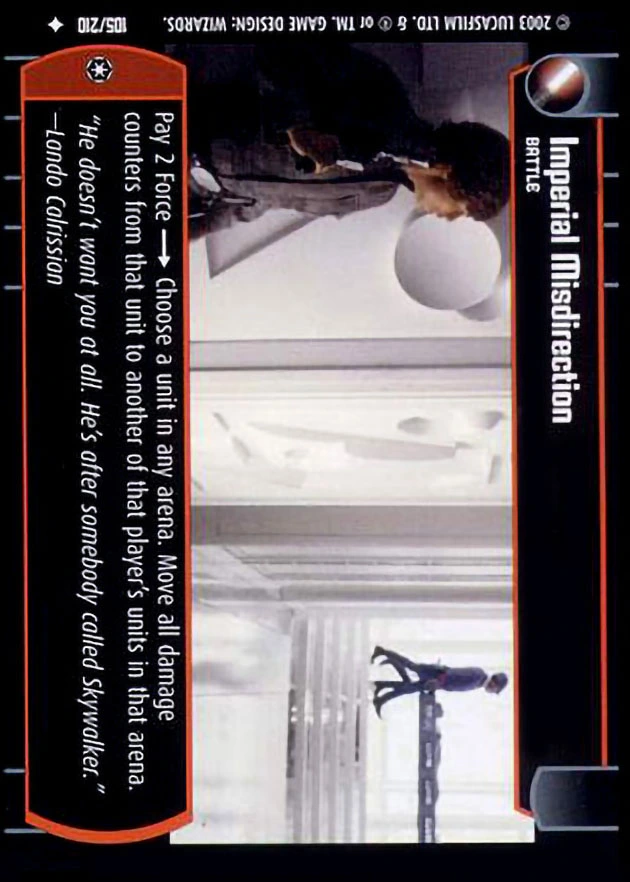 Imperial Misdirection
BATTLE
Pay 2 Force → Choose a unit in any arena. Move all damage
counters from that unit to another of that player's units in that arena.
"He doesn't want you at all. He's after somebody called Skywalker."
—Lando Calrissian
© 2003 LUCASFILM LTD. & ® or TM. GAME DESIGN: WIZARDS.
105/210